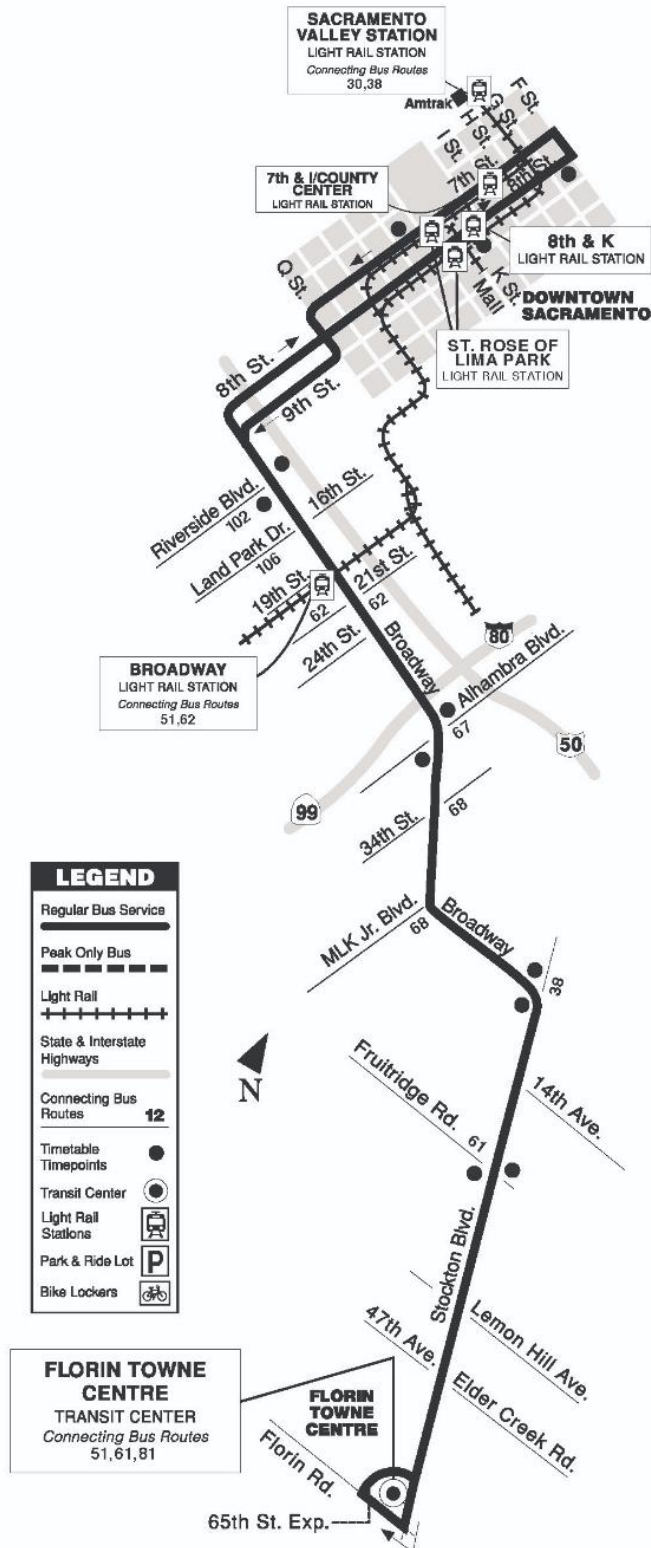 SACRAMENTO
VALLEY STATION
LIGHT RAIL STATION
Connecting Bus Routes
30,38
Amtrak
F St.
G St.
H St.
I St.
7th St.
8th St.
7th & I/COUNTY
CENTER
LIGHT RAIL STATION
8th & K
LIGHT RAIL STATION
Q St.
K St.
Mall
DOWNTOWN
SACRAMENTO
ST. ROSE OF
LIMA PARK
LIGHT RAIL STATION
8th St.
9th St.
Riverside Blvd.
102
16th St.
Land Park Dr.
106
19th St.
21st St.
62
62
24th St.
Broadway
80
BROADWAY
LIGHT RAIL STATION
Connecting Bus Routes
51,62
Alhambra Blvd.
67
50
99
34th St.
68
MLK Jr. Blvd.
68
Broadway
38
LEGEND
Regular Bus Service
Peak Only Bus
Light Rail
State & Interstate
Highways
Connecting Bus
Routes 12
Timetable
Timepoints
Transit Center
Light Rail
Stations
Park & Ride Lot P
Bike Lockers
N
Fruitridge Rd.
61
14th Ave.
Stockton Blvd.
47th Ave.
Lemon Hill Ave.
Elder Creek Rd.
FLORIN TOWNE
CENTRE
TRANSIT CENTER
Connecting Bus Routes
51,61,81
FLORIN
TOWNE
CENTRE
Florin Rd.
65th St. Exp.